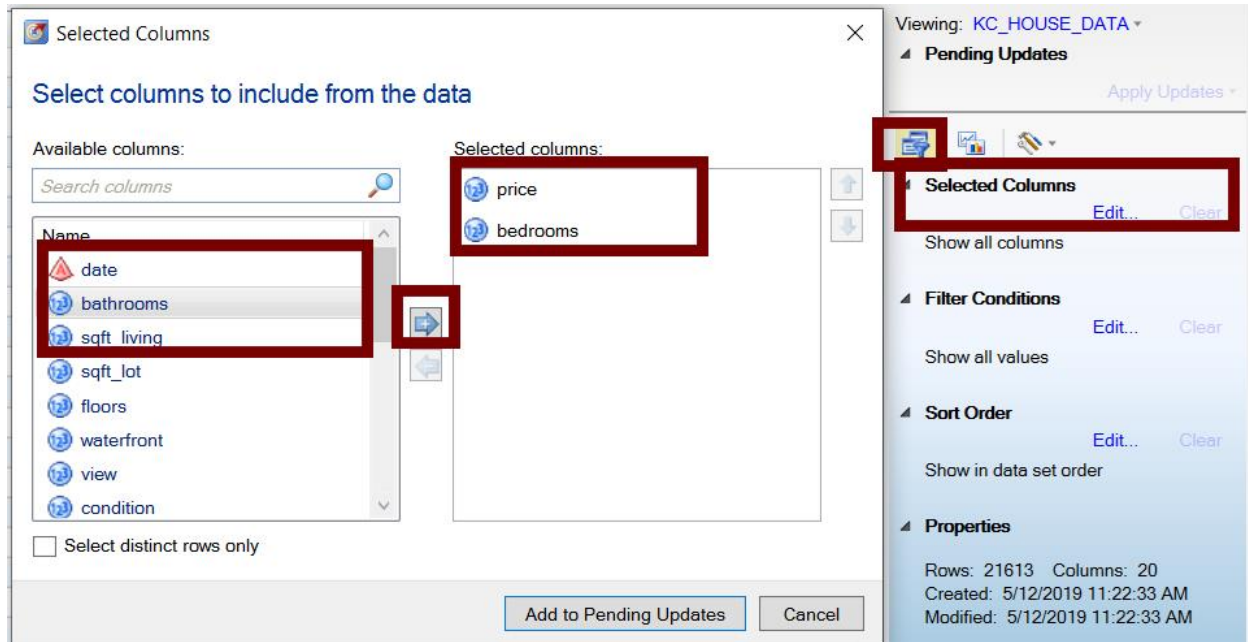 Selected Columns
Select columns to include from the data
Available columns:
Search columns
Name
date
bathrooms
sqft_living
sqft_lot
floors
waterfront
view
condition
Select distinct rows only
Selected columns:
price
bedrooms
Add to Pending Updates
Cancel
Viewing: KC_HOUSE_DATA
Pending Updates
Apply Updates
Selected Columns
Edit... Clear
Show all columns
Filter Conditions
Edit... Clear
Show all values
Sort Order
Edit... Clear
Show in data set order
Properties
Rows: 21613 Columns: 20
Created: 5/12/2019 11:22:33 AM
Modified: 5/12/2019 11:22:33 AM